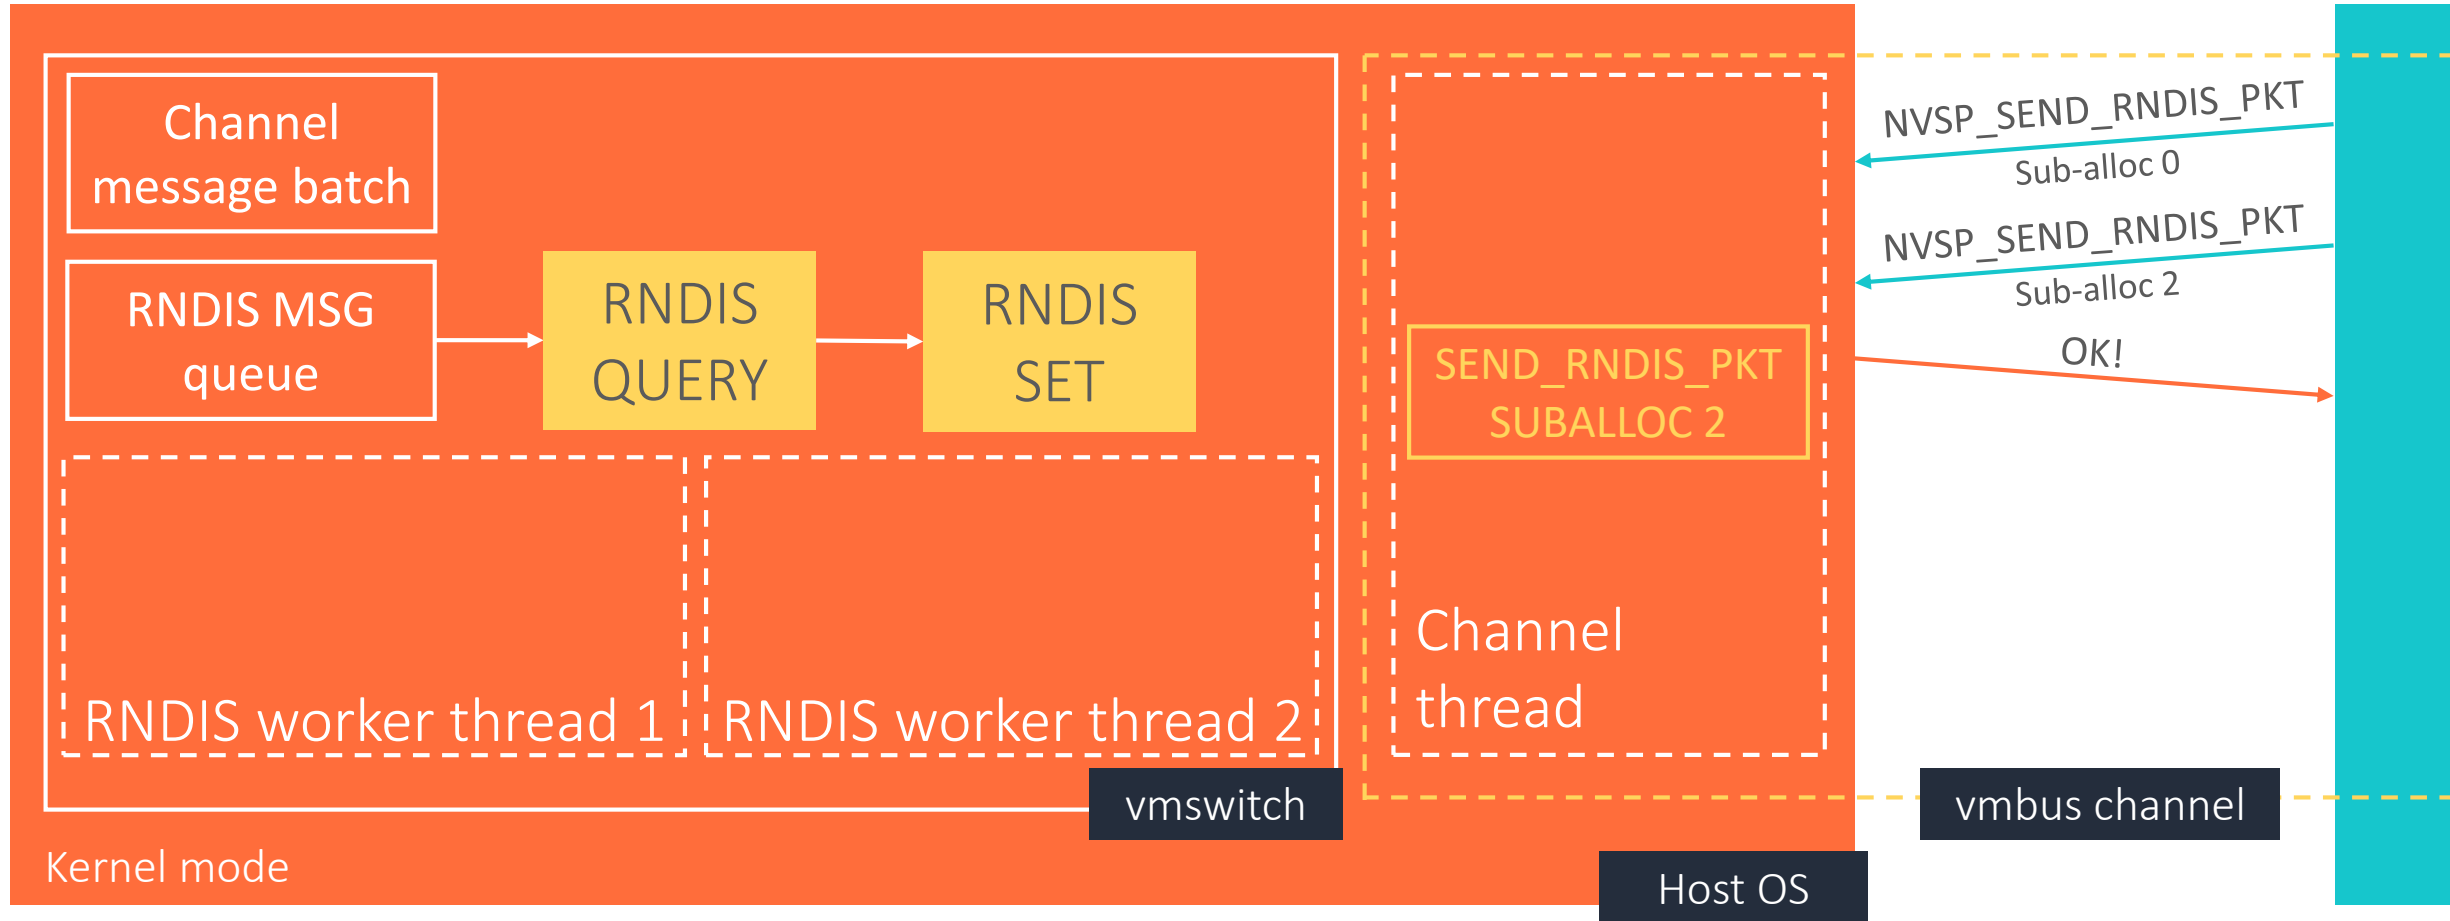 Channel
message batch
RNDIS MSG
queue
RNDIS
QUERY
RNDIS
SET
RNDIS worker thread 1
RNDIS worker thread 2
vmswitch
Kernel mode
SEND_RNDIS_PKT
SUBALLOC 2
Channel
thread
Host OS
NVSP_SEND_RNDIS_PKT
Sub-alloc 0
NVSP_SEND_RNDIS_PKT
Sub-alloc 2
OK!
vmbus channel